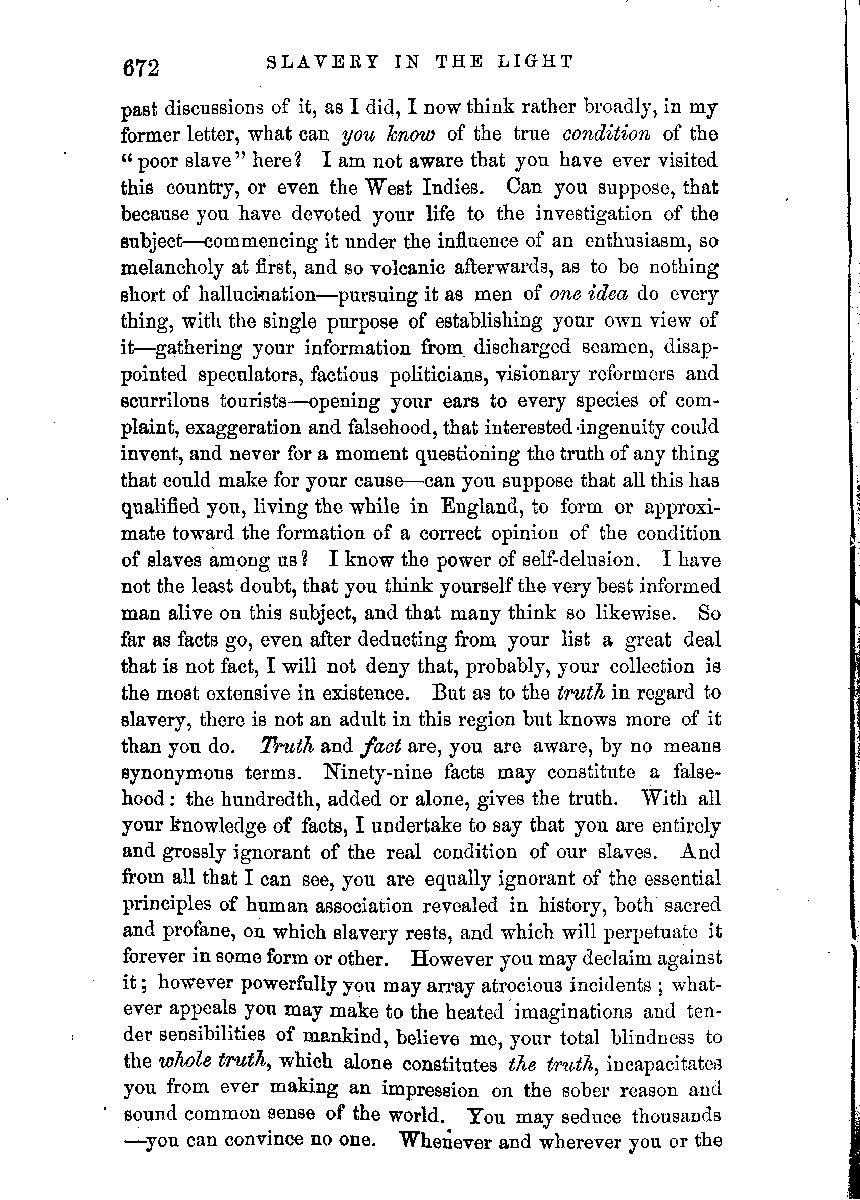 672 SLAVERY IN THE LIGHT
past discussions of it, as I did, I now think rather broadly, in my
former letter, what can you know of the true condition of the
“poor slave” here? I am not aware that you have ever visited
this country, or even the West Indies. Can you suppose, that
because you have devoted your life to the investigation of the
subject—commencing it under the influence of an enthusiasm, so
melancholy at first, and so volcanic afterwards, as to be nothing
short of hallucination—pursuing it as men of one idea do every
thing, with the single purpose of establishing your own view of
it—gathering your information from discharged seamen, disap-
pointed speculators, factious politicians, visionary reformers and
scurrilous tourists—opening your ears to every species of com-
plaint, exaggeration and falsehood, that interested ingenuity could
invent, and never for a moment questioning the truth of any thing
that could make for your cause—can you suppose that all this has
qualified you, living the while in England, to form or approxi-
mate toward the formation of a correct opinion of the condition
of slaves among us? I know the power of self-delusion. I have
not the least doubt, that you think yourself the very best informed
man alive on this subject, and that many think so likewise. So
far as facts go, even after deducting from your list a great deal
that is not fact, I will not deny that, probably, your collection is
the most extensive in existence. But as to the truth in regard to
slavery, there is not an adult in this region but knows more of it
than you do. Truth and fact are, you are aware, by no means
synonymous terms. Ninety-nine facts may constitute a false-
hood: the hundredth, added or alone, gives the truth. With all
your knowledge of facts, I undertake to say that you are entirely
and grossly ignorant of the real condition of our slaves. And
from all that I can see, you are equally ignorant of the essential
principles of human association revealed in history, both sacred
and profane, on which slavery rests, and which will perpetuate it
forever in some form or other. However you may declaim against
it; however powerfully you may array atrocious incidents; what-
ever appeals you may make to the heated imaginations and ten-
der sensibilities of mankind, believe me, your total blindness to
the whole truth, which alone constitutes the truth, incapacitates
you from ever making an impression on the sober reason and
sound common sense of the world. You may seduce thousands
—you can convince no one. Whenever and wherever you or the